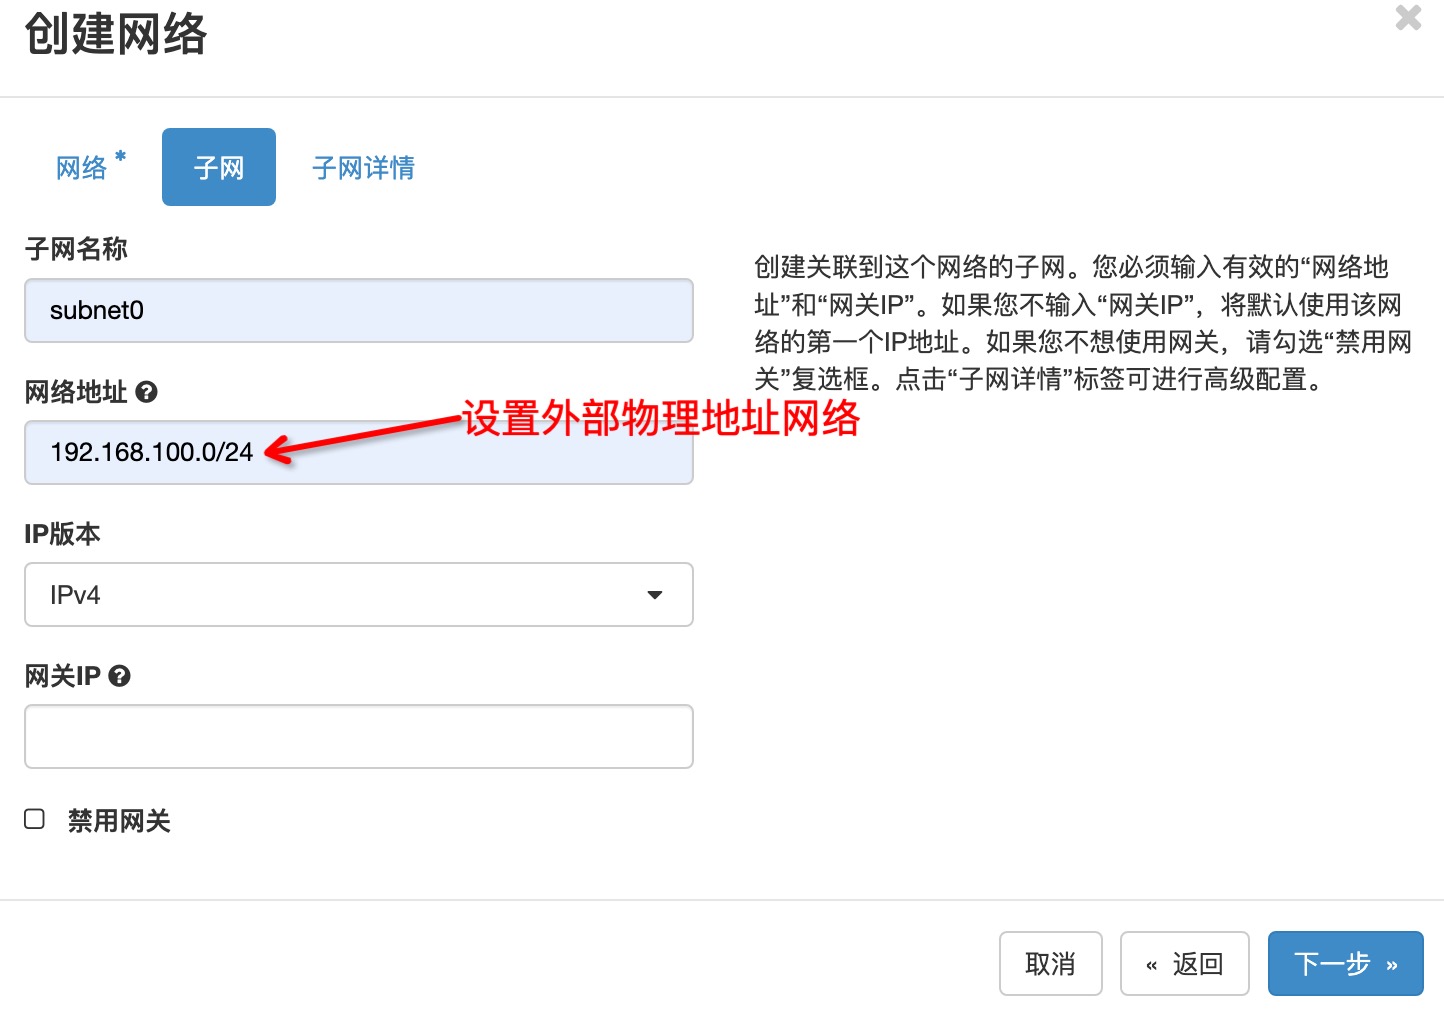 创建网络
网络 *
子网
子网详情
子网名称
subnet0
网络地址
192.168.100.0/24
设置外部物理地址网络
IP版本
IPv4
网关IP
禁用网关
创建关联到这个网络的子网。您必须输入有效的“网络地
址”和“网关IP”。如果您不输入“网关IP”，将默认使用该网
络的第一个IP地址。如果您不想使用网关，请勾选“禁用网
关”复选框。点击“子网详情”标签可进行高级配置。
取消
« 返回
下一步 »